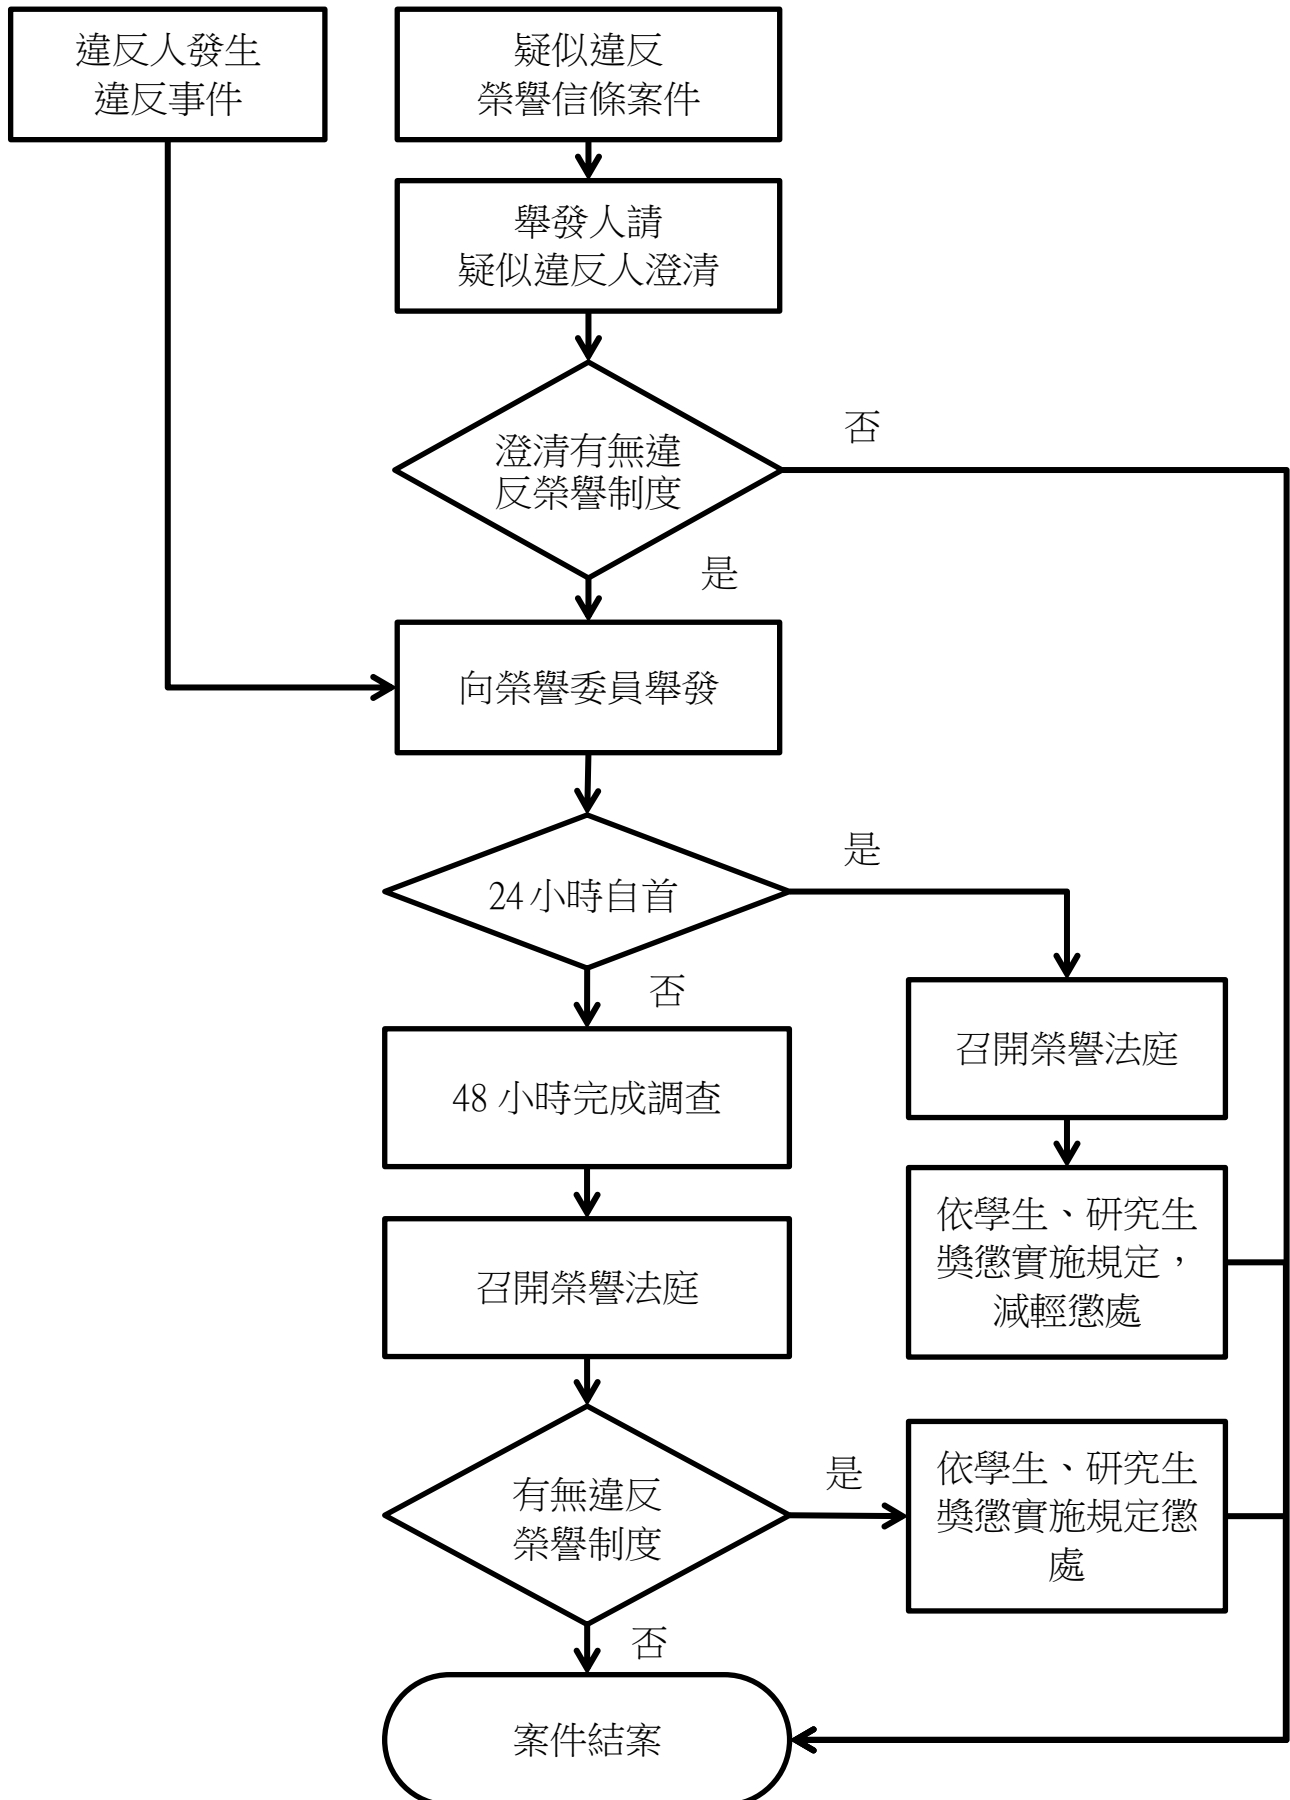 違反人發生
違反事件
疑似違反
榮譽信條案件
舉發人請
疑似違反人澄清
澄清有無違
反榮譽制度
否
是
向榮譽委員舉發
24小時自首
是
否
48 小時完成調查
召開榮譽法庭
召開榮譽法庭
依學生、研究生
獎懲實施規定，
減輕懲處
有無違反
榮譽制度
是
依學生、研究生
獎懲實施規定懲
處
否
案件結案